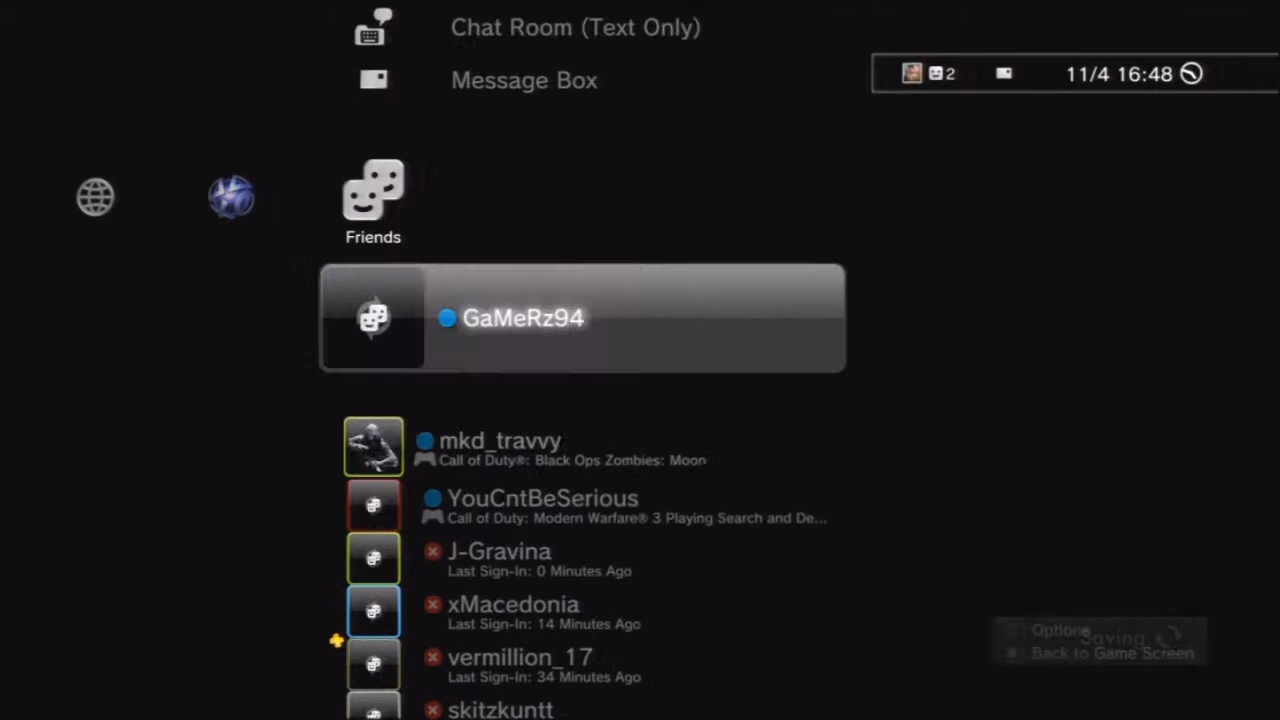 Chat Room (Text Only)
Message Box
2
11/4 16:48
Friends
GaMeRz94
mkd_travvy
Call of Duty®: Black Ops Zombies: Moon
YouCntBeSerious
Call of Duty: Modern Warfare® 3 Playing Search and De...
J-Gravina
Last Sign-In: 0 Minutes Ago
xMacedonia
Last Sign-In: 14 Minutes Ago
vermillion_17
Last Sign-In: 34 Minutes Ago
skitzkuntt
Options
Saving
Back to Game Screen